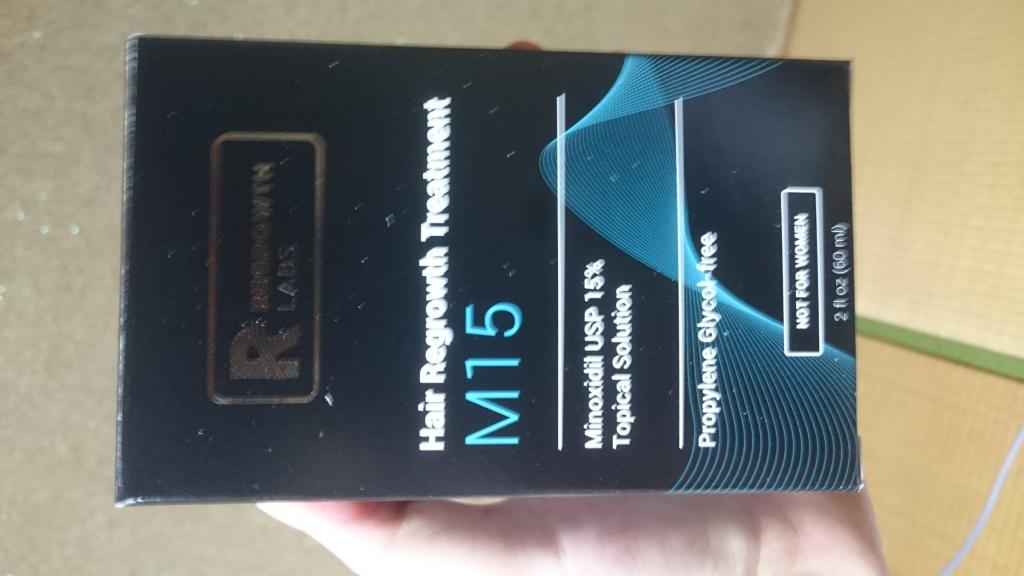 R REGROWTH
LABS
Hair Regrowth Treatment
M15
Minoxidil USP 15%
Topical Solution
Propylene Glycol-free
NOT FOR WOMEN
2 fl oz (60 ml)